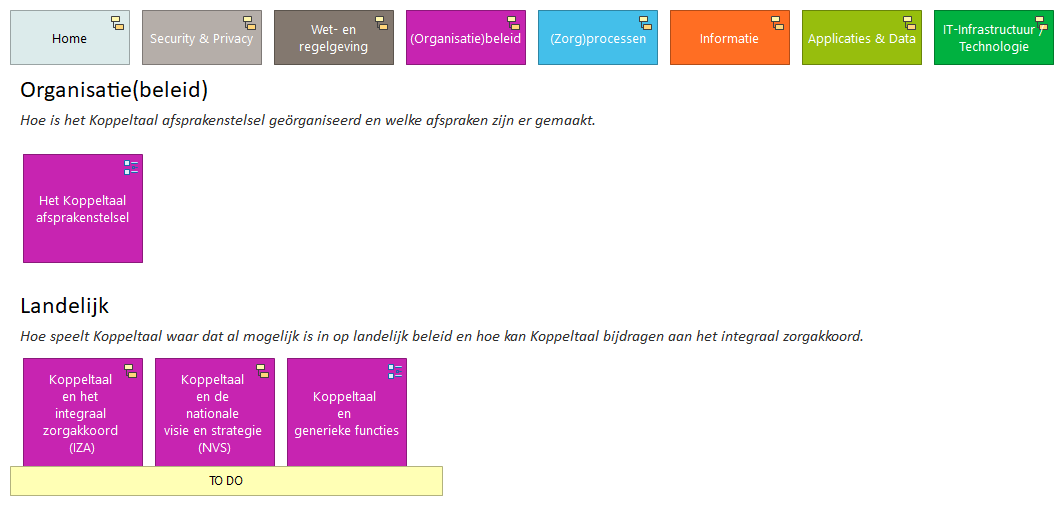 Home
Security & Privacy
Wet- en
regelgeving
(Organisatie)beleid
(Zorg)processen
Informatie
Applicaties & Data
IT-Infrastructuur /
Technologie
Organisatie(beleid)
Hoe is het Koppeltaal afsprakenstelsel geörganiseerd en welke afspraken zijn er gemaakt.
Het Koppeltaal
afsprakenstelsel
Landelijk
Hoe speelt Koppeltaal waar dat al mogelijk is in op landelijk beleid en hoe kan Koppeltaal bijdragen aan het integraal zorgakkoord.
Koppeltaal
en het
integraal
zorgakkoord
(IZA)
Koppeltaal
en de
nationale
visie en strategie
(NVS)
Koppeltaal
en
generieke functies
TO DO